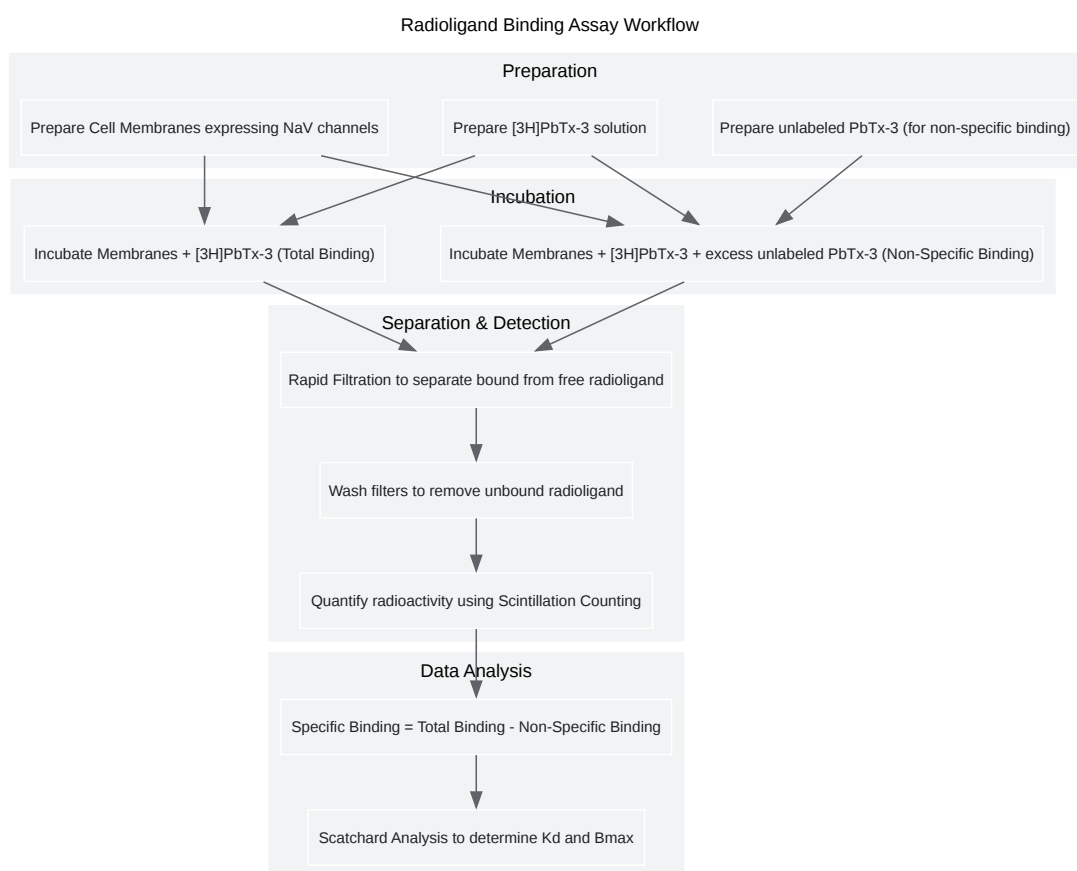 Radioligand Binding Assay Workflow
Preparation
Prepare Cell Membranes expressing NaV channels
Prepare [3H]PbTx-3 solution
Prepare unlabeled PbTx-3 (for non-specific binding)
Incubation
Incubate Membranes + [3H]PbTx-3 (Total Binding)
Incubate Membranes + [3H]PbTx-3 + excess unlabeled PbTx-3 (Non-Specific Binding)
Separation & Detection
Rapid Filtration to separate bound from free radioligand
Wash filters to remove unbound radioligand
Quantify radioactivity using Scintillation Counting
Data Analysis
Specific Binding = Total Binding - Non-Specific Binding
Scatchard Analysis to determine Kd and Bmax